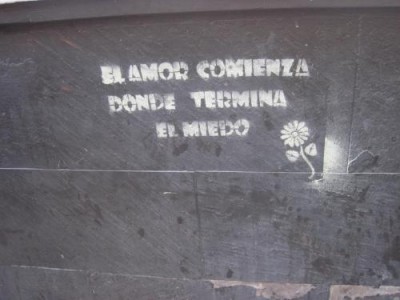 EL AMOR COMIENZA
DONDE TERMINA
EL MIEDO